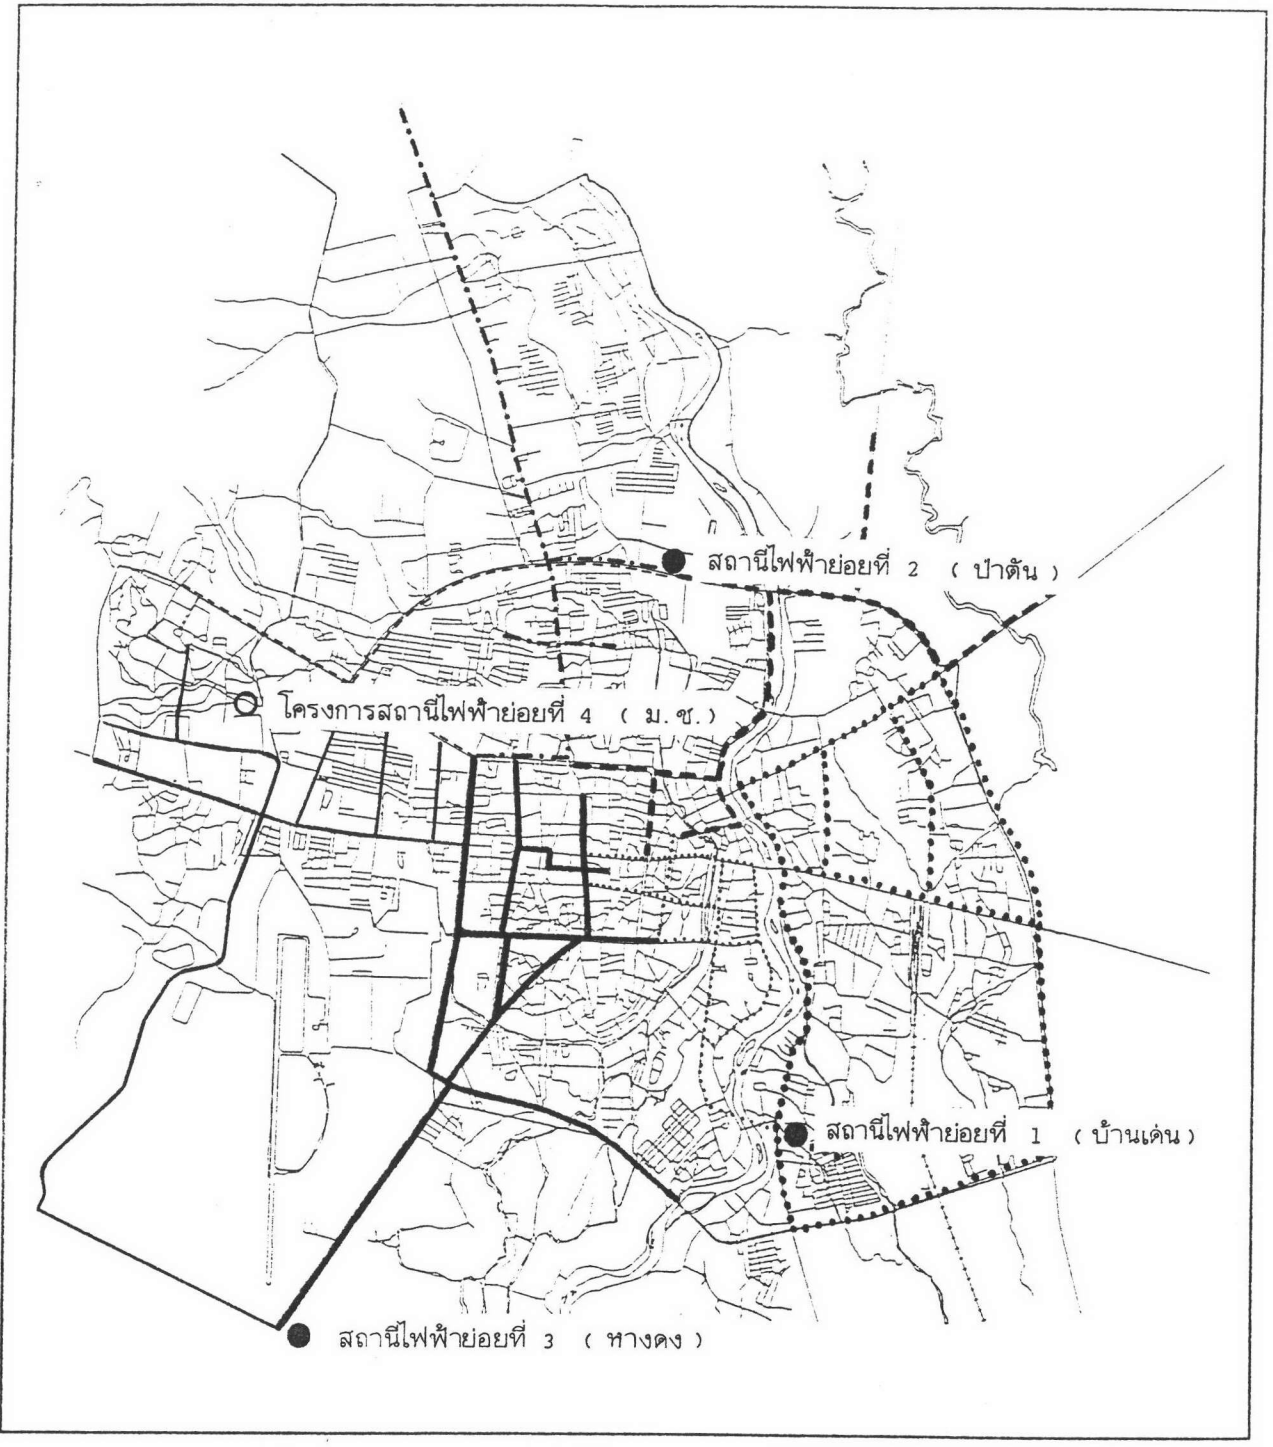 สถานีไฟฟ้าย่อยที่ 2 ( ป่าตัน )
โครงการสถานีไฟฟ้าย่อยที่ 4 ( ม.ช. )
สถานีไฟฟ้าย่อยที่ 1 ( บ้านเด่น )
สถานีไฟฟ้าย่อยที่ 3 ( หางดง )